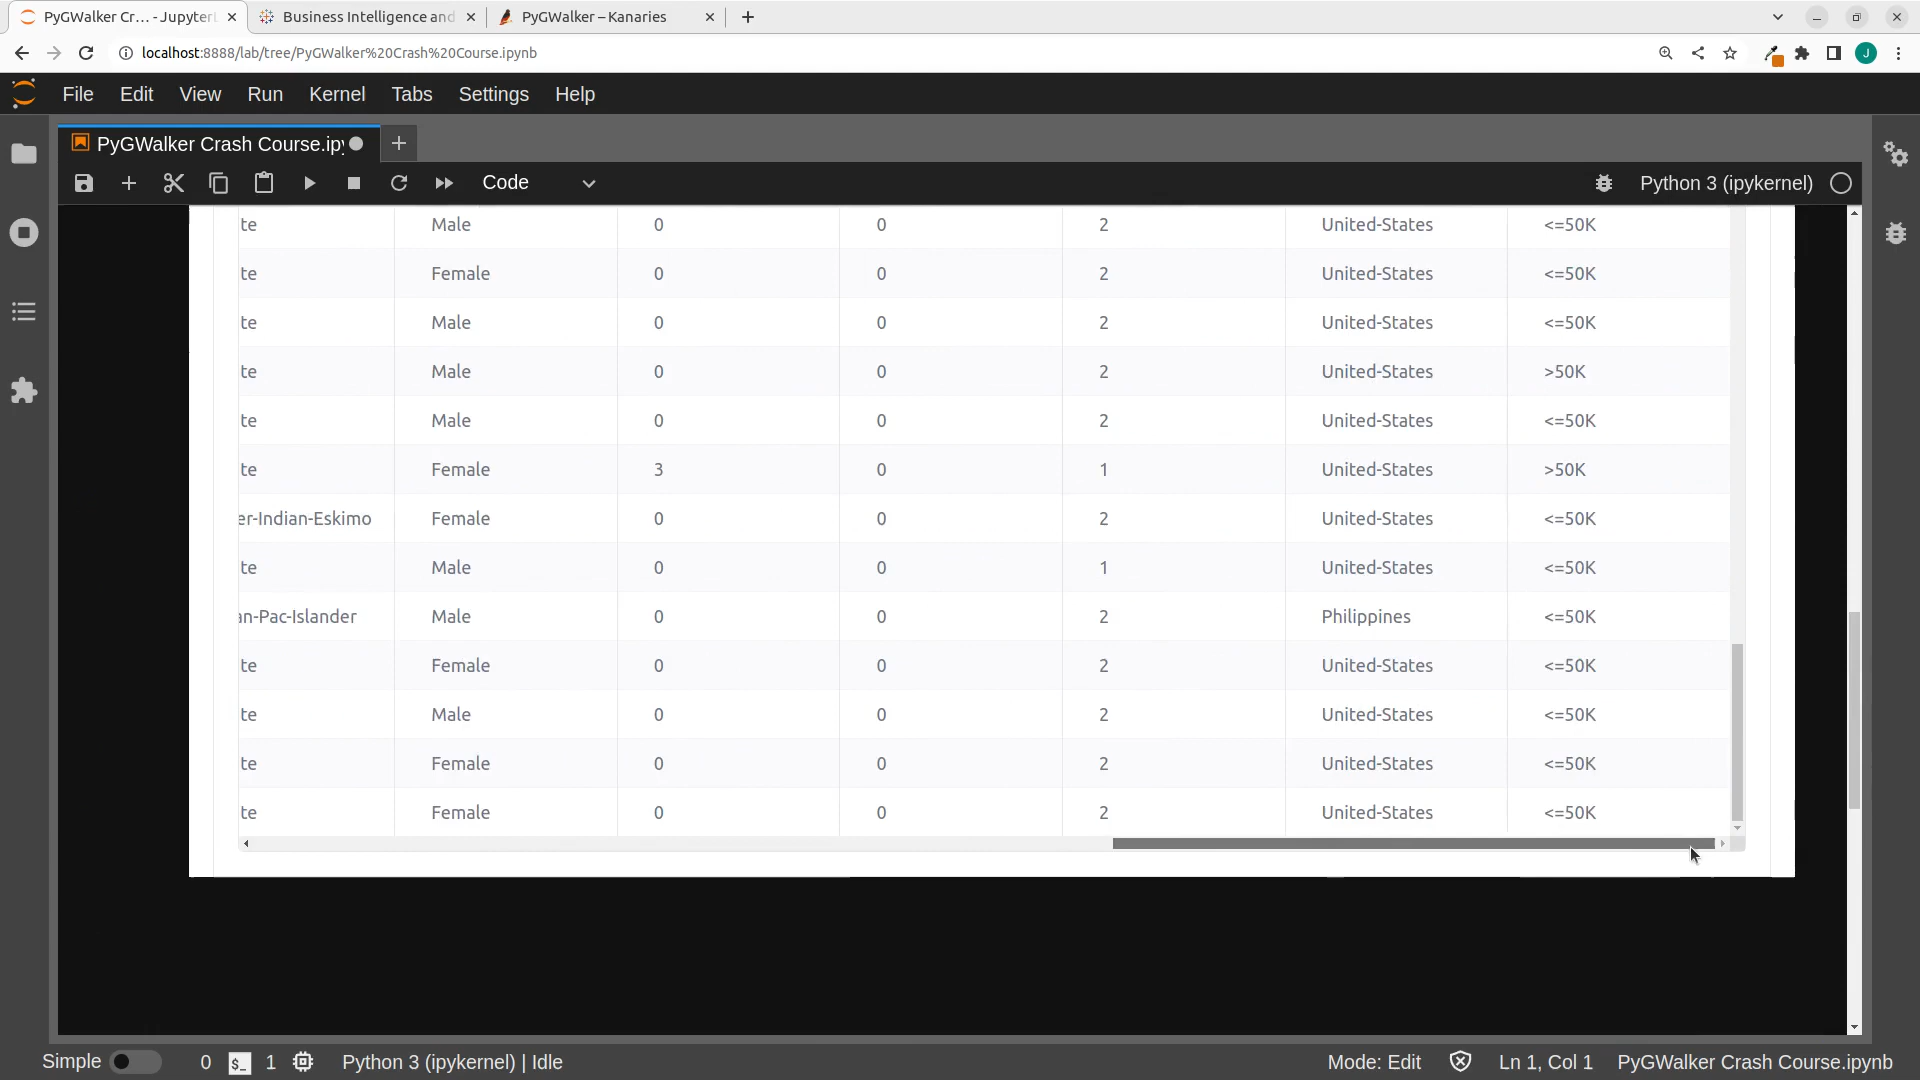 PyGWalker Cr… - JupyterL
Business Intelligence and
PyGWalker – Kanaries
localhost:8888/lab/tree/PyGWalker%20Crash%20Course.ipynb
J
File Edit View Run Kernel Tabs Settings Help
PyGWalker Crash Course.ipy
Code
Python 3 (ipykernel)
te Male 0 0 2 United-States <=50K
te Female 0 0 2 United-States <=50K
te Male 0 0 2 United-States <=50K
te Male 0 0 2 United-States >50K
te Male 0 0 2 United-States <=50K
te Female 3 0 1 United-States >50K
er-Indian-Eskimo Female 0 0 2 United-States <=50K
te Male 0 0 1 United-States <=50K
an-Pac-Islander Male 0 0 2 Philippines <=50K
te Female 0 0 2 United-States <=50K
te Male 0 0 2 United-States <=50K
te Female 0 0 2 United-States <=50K
te Female 0 0 2 United-States <=50K
Simple 0 $_ 1 Python 3 (ipykernel) | Idle Mode: Edit Ln 1, Col 1 PyGWalker Crash Course.ipynb